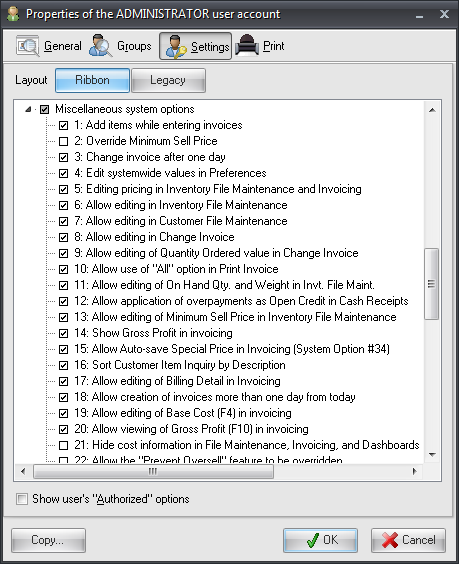 Properties of the ADMINISTRATOR user account
General Groups Settings Print
Layout Ribbon Legacy
Miscellaneous system options
1: Add items while entering invoices
2: Override Minimum Sell Price
3: Change invoice after one day
4: Edit systemwide values in Preferences
5: Editing pricing in Inventory File Maintenance and Invoicing
6: Allow editing in Inventory File Maintenance
7: Allow editing in Customer File Maintenance
8: Allow editing in Change Invoice
9: Allow editing of Quantity Ordered value in Change Invoice
10: Allow use of "All" option in Print Invoice
11: Allow editing of On Hand Qty. and Weight in Invt. File Maint.
12: Allow application of overpayments as Open Credit in Cash Receipts
13: Allow editing of Minimum Sell Price in Inventory File Maintenance
14: Show Gross Profit in invoicing
15: Allow Auto-save Special Price in Invoicing (System Option #34)
16: Sort Customer Item Inquiry by Description
17: Allow editing of Billing Detail in Invoicing
18: Allow creation of invoices more than one day from today
19: Allow editing of Base Cost (F4) in invoicing
20: Allow viewing of Gross Profit (F10) in invoicing
21: Hide cost information in File Maintenance, Invoicing, and Dashboards
22: Allow the "Prevent Oversell" feature to be overridden
Show user's "Authorized" options
Copy... OK Cancel